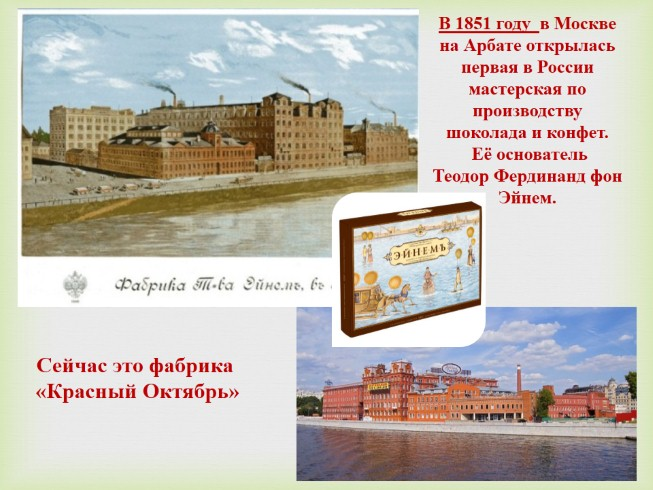 В 1851 году в Москве
на Арбате открылась
первая в России
мастерская по
производству
шоколада и конфет.
Её основатель
Теодор Фердинанд фон
Эйнем.
ЭЙНЕМЪ
Фабрика Т-ва Эйнемъ, въ
Сейчас это фабрика
«Красный Октябрь»